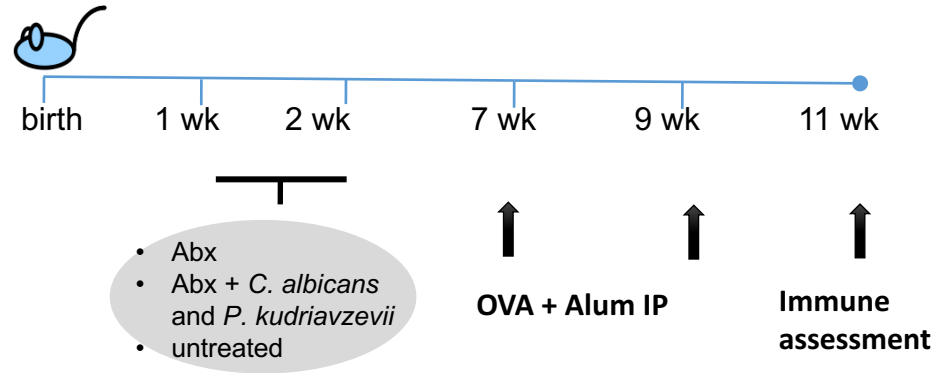 birth 1 wk 2 wk 7 wk 9 wk 11 wk
• Abx
• Abx + C. albicans
and P. kudriavzevii
• untreated
OVA + Alum IP
Immune
assessment